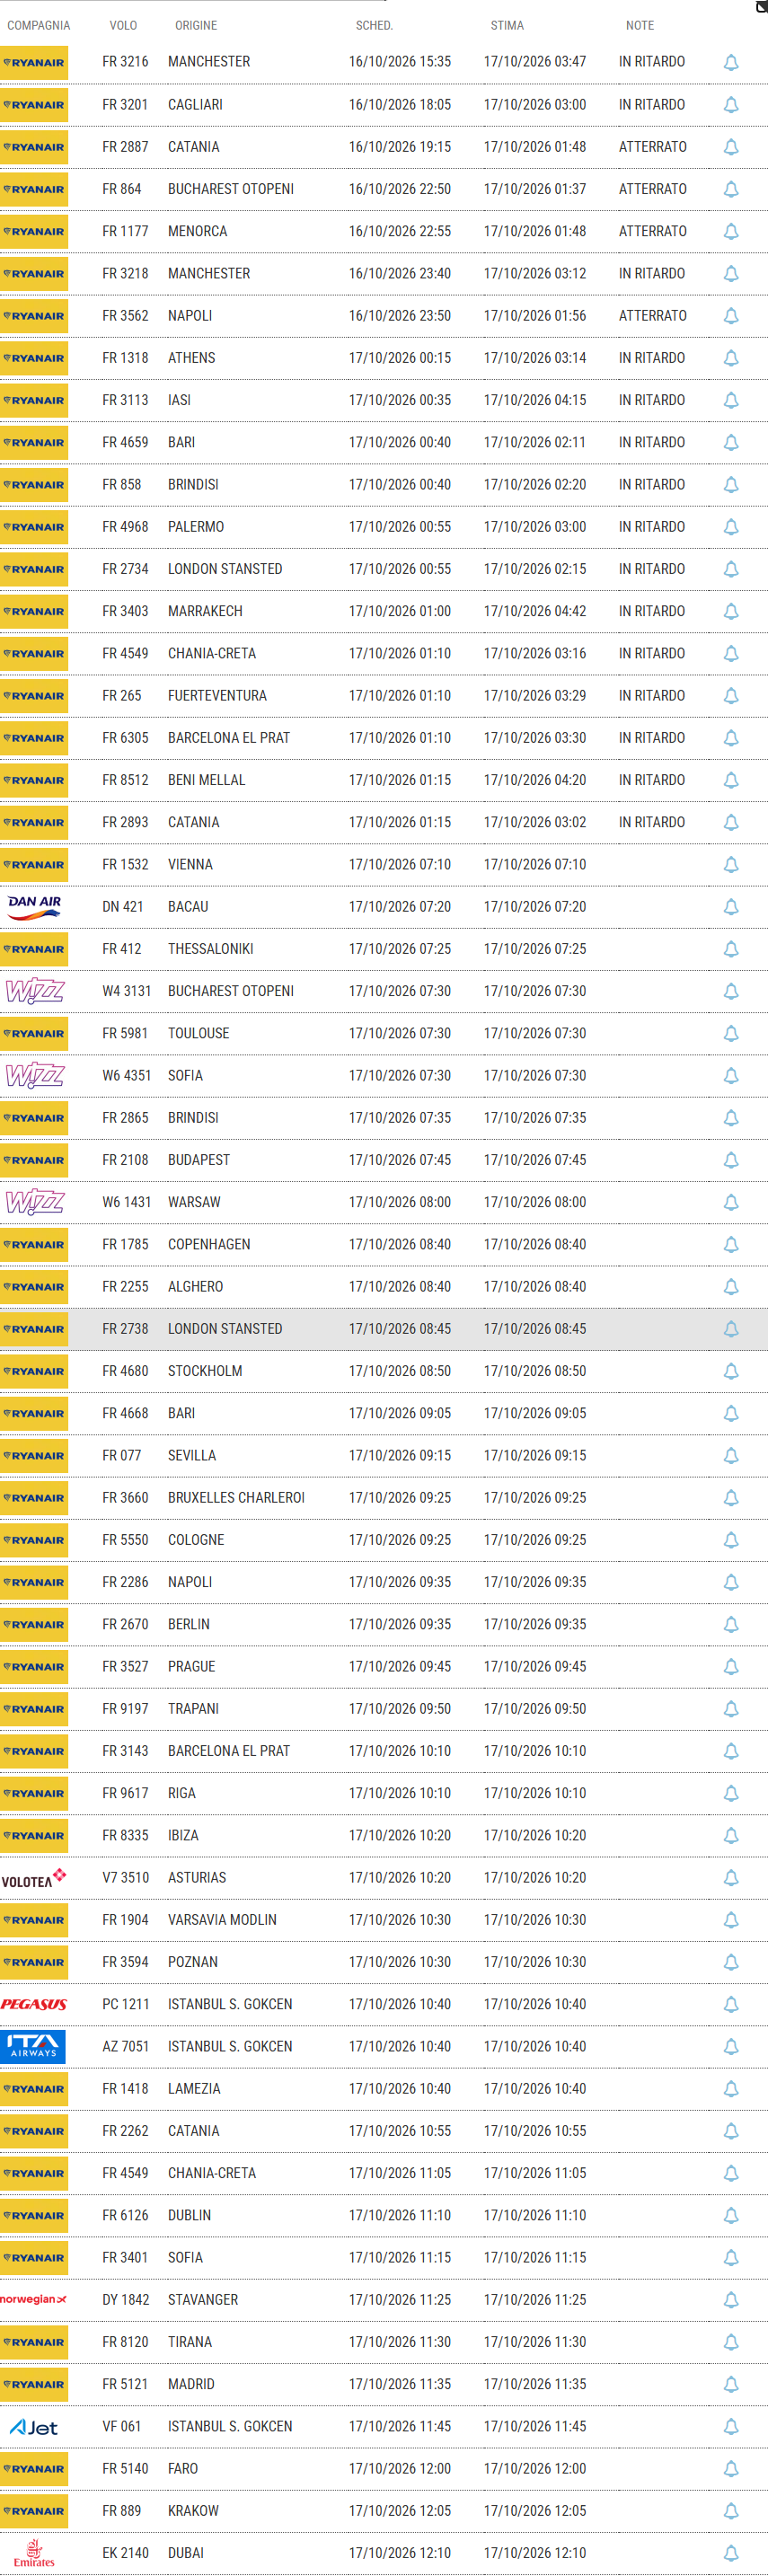 COMPAGNIA VOLO ORIGINE SCHED. STIMA NOTE
RYANAIR FR 3216 MANCHESTER 16/10/2026 15:35 17/10/2026 03:47 IN RITARDO
RYANAIR FR 3201 CAGLIARI 16/10/2026 18:05 17/10/2026 03:00 IN RITARDO
RYANAIR FR 2887 CATANIA 16/10/2026 19:15 17/10/2026 01:48 ATTERRATO
RYANAIR FR 864 BUCHAREST OTOPENI 16/10/2026 22:50 17/10/2026 01:37 ATTERRATO
RYANAIR FR 1177 MENORCA 16/10/2026 22:55 17/10/2026 01:48 ATTERRATO
RYANAIR FR 3218 MANCHESTER 16/10/2026 23:40 17/10/2026 03:12 IN RITARDO
RYANAIR FR 3562 NAPOLI 16/10/2026 23:50 17/10/2026 01:56 ATTERRATO
RYANAIR FR 1318 ATHENS 17/10/2026 00:15 17/10/2026 03:14 IN RITARDO
RYANAIR FR 3113 IASI 17/10/2026 00:35 17/10/2026 04:15 IN RITARDO
RYANAIR FR 4659 BARI 17/10/2026 00:40 17/10/2026 02:11 IN RITARDO
RYANAIR FR 858 BRINDISI 17/10/2026 00:40 17/10/2026 02:20 IN RITARDO
RYANAIR FR 4968 PALERMO 17/10/2026 00:55 17/10/2026 03:00 IN RITARDO
RYANAIR FR 2734 LONDON STANSTED 17/10/2026 00:55 17/10/2026 02:15 IN RITARDO
RYANAIR FR 3403 MARRAKECH 17/10/2026 01:00 17/10/2026 04:42 IN RITARDO
RYANAIR FR 4549 CHANIA-CRETA 17/10/2026 01:10 17/10/2026 03:16 IN RITARDO
RYANAIR FR 265 FUERTEVENTURA 17/10/2026 01:10 17/10/2026 03:29 IN RITARDO
RYANAIR FR 6305 BARCELONA EL PRAT 17/10/2026 01:10 17/10/2026 03:30 IN RITARDO
RYANAIR FR 8512 BENI MELLAL 17/10/2026 01:15 17/10/2026 04:20 IN RITARDO
RYANAIR FR 2893 CATANIA 17/10/2026 01:15 17/10/2026 03:02 IN RITARDO
RYANAIR FR 1532 VIENNA 17/10/2026 07:10 17/10/2026 07:10
DAN AIR DN 421 BACAU 17/10/2026 07:20 17/10/2026 07:20
RYANAIR FR 412 THESSALONIKI 17/10/2026 07:25 17/10/2026 07:25
WIZZ W4 3131 BUCHAREST OTOPENI 17/10/2026 07:30 17/10/2026 07:30
RYANAIR FR 5981 TOULOUSE 17/10/2026 07:30 17/10/2026 07:30
WIZZ W6 4351 SOFIA 17/10/2026 07:30 17/10/2026 07:30
RYANAIR FR 2865 BRINDISI 17/10/2026 07:35 17/10/2026 07:35
RYANAIR FR 2108 BUDAPEST 17/10/2026 07:45 17/10/2026 07:45
WIZZ W6 1431 WARSAW 17/10/2026 08:00 17/10/2026 08:00
RYANAIR FR 1785 COPENHAGEN 17/10/2026 08:40 17/10/2026 08:40
RYANAIR FR 2255 ALGHERO 17/10/2026 08:40 17/10/2026 08:40
RYANAIR FR 2738 LONDON STANSTED 17/10/2026 08:45 17/10/2026 08:45
RYANAIR FR 4680 STOCKHOLM 17/10/2026 08:50 17/10/2026 08:50
RYANAIR FR 4668 BARI 17/10/2026 09:05 17/10/2026 09:05
RYANAIR FR 077 SEVILLA 17/10/2026 09:15 17/10/2026 09:15
RYANAIR FR 3660 BRUXELLES CHARLEROI 17/10/2026 09:25 17/10/2026 09:25
RYANAIR FR 5550 COLOGNE 17/10/2026 09:25 17/10/2026 09:25
RYANAIR FR 2286 NAPOLI 17/10/2026 09:35 17/10/2026 09:35
RYANAIR FR 2670 BERLIN 17/10/2026 09:35 17/10/2026 09:35
RYANAIR FR 3527 PRAGUE 17/10/2026 09:45 17/10/2026 09:45
RYANAIR FR 9197 TRAPANI 17/10/2026 09:50 17/10/2026 09:50
RYANAIR FR 3143 BARCELONA EL PRAT 17/10/2026 10:10 17/10/2026 10:10
RYANAIR FR 9617 RIGA 17/10/2026 10:10 17/10/2026 10:10
RYANAIR FR 8335 IBIZA 17/10/2026 10:20 17/10/2026 10:20
VOLOTEA V7 3510 ASTURIAS 17/10/2026 10:20 17/10/2026 10:20
RYANAIR FR 1904 VARSAVIA MODLIN 17/10/2026 10:30 17/10/2026 10:30
RYANAIR FR 3594 POZNAN 17/10/2026 10:30 17/10/2026 10:30
PEGASUS PC 1211 ISTANBUL S. GOKCEN 17/10/2026 10:40 17/10/2026 10:40
ITA AIRWAYS AZ 7051 ISTANBUL S. GOKCEN 17/10/2026 10:40 17/10/2026 10:40
RYANAIR FR 1418 LAMEZIA 17/10/2026 10:40 17/10/2026 10:40
RYANAIR FR 2262 CATANIA 17/10/2026 10:55 17/10/2026 10:55
RYANAIR FR 4549 CHANIA-CRETA 17/10/2026 11:05 17/10/2026 11:05
RYANAIR FR 6126 DUBLIN 17/10/2026 11:10 17/10/2026 11:10
RYANAIR FR 3401 SOFIA 17/10/2026 11:15 17/10/2026 11:15
norwegian DY 1842 STAVANGER 17/10/2026 11:25 17/10/2026 11:25
RYANAIR FR 8120 TIRANA 17/10/2026 11:30 17/10/2026 11:30
RYANAIR FR 5121 MADRID 17/10/2026 11:35 17/10/2026 11:35
AJet VF 061 ISTANBUL S. GOKCEN 17/10/2026 11:45 17/10/2026 11:45
RYANAIR FR 5140 FARO 17/10/2026 12:00 17/10/2026 12:00
RYANAIR FR 889 KRAKOW 17/10/2026 12:05 17/10/2026 12:05
Emirates EK 2140 DUBAI 17/10/2026 12:10 17/10/2026 12:10